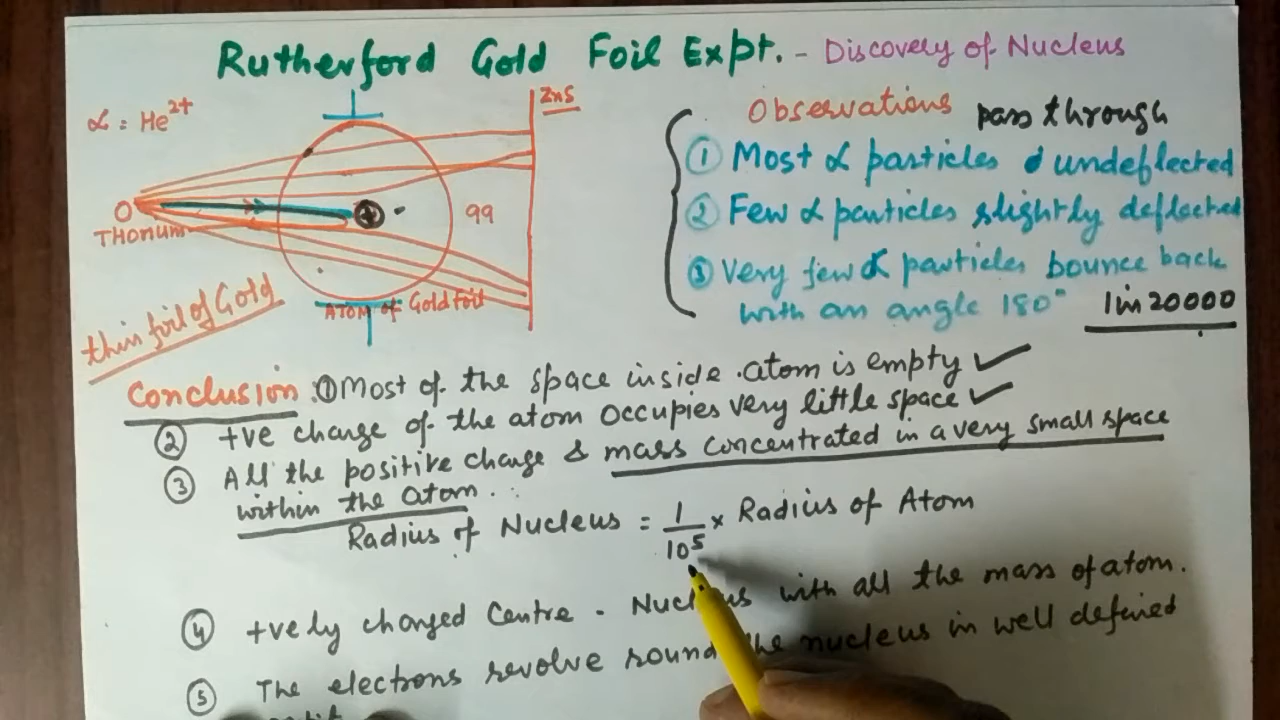 Rutherford Gold Foil Expt. - Discovery of Nucleus
α : He2+
ZnS
THORIUM
99
ATOM of Gold Foil
thin foil of Gold
Observations pass through
① Most α particles undeflected
② Few α particles slightly deflected
③ Very few α particles bounce back
with an angle 180° 1 in 20000
Conclusion : ① Most of the space inside atom is empty ✓
② +ve charge of the atom occupies very little space ✓
③ All the positive charge & mass concentrated in a very small space
within the atom.
Radius of Nucleus = 1/10^5 × Radius of Atom
④ +vely charged Centre - Nucleus with all the mass of atom.
⑤ The electrons revolve round the nucleus in well defined